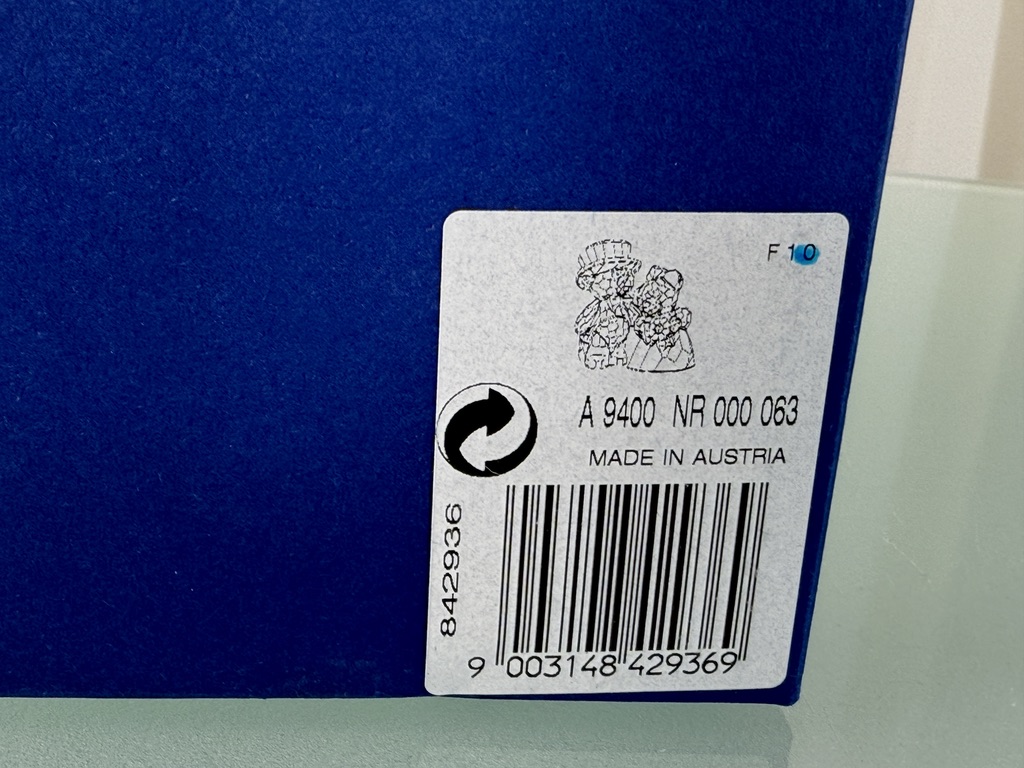 F 10
A 9400 NR 000 063
MADE IN AUSTRIA
842936
9 003148 429369